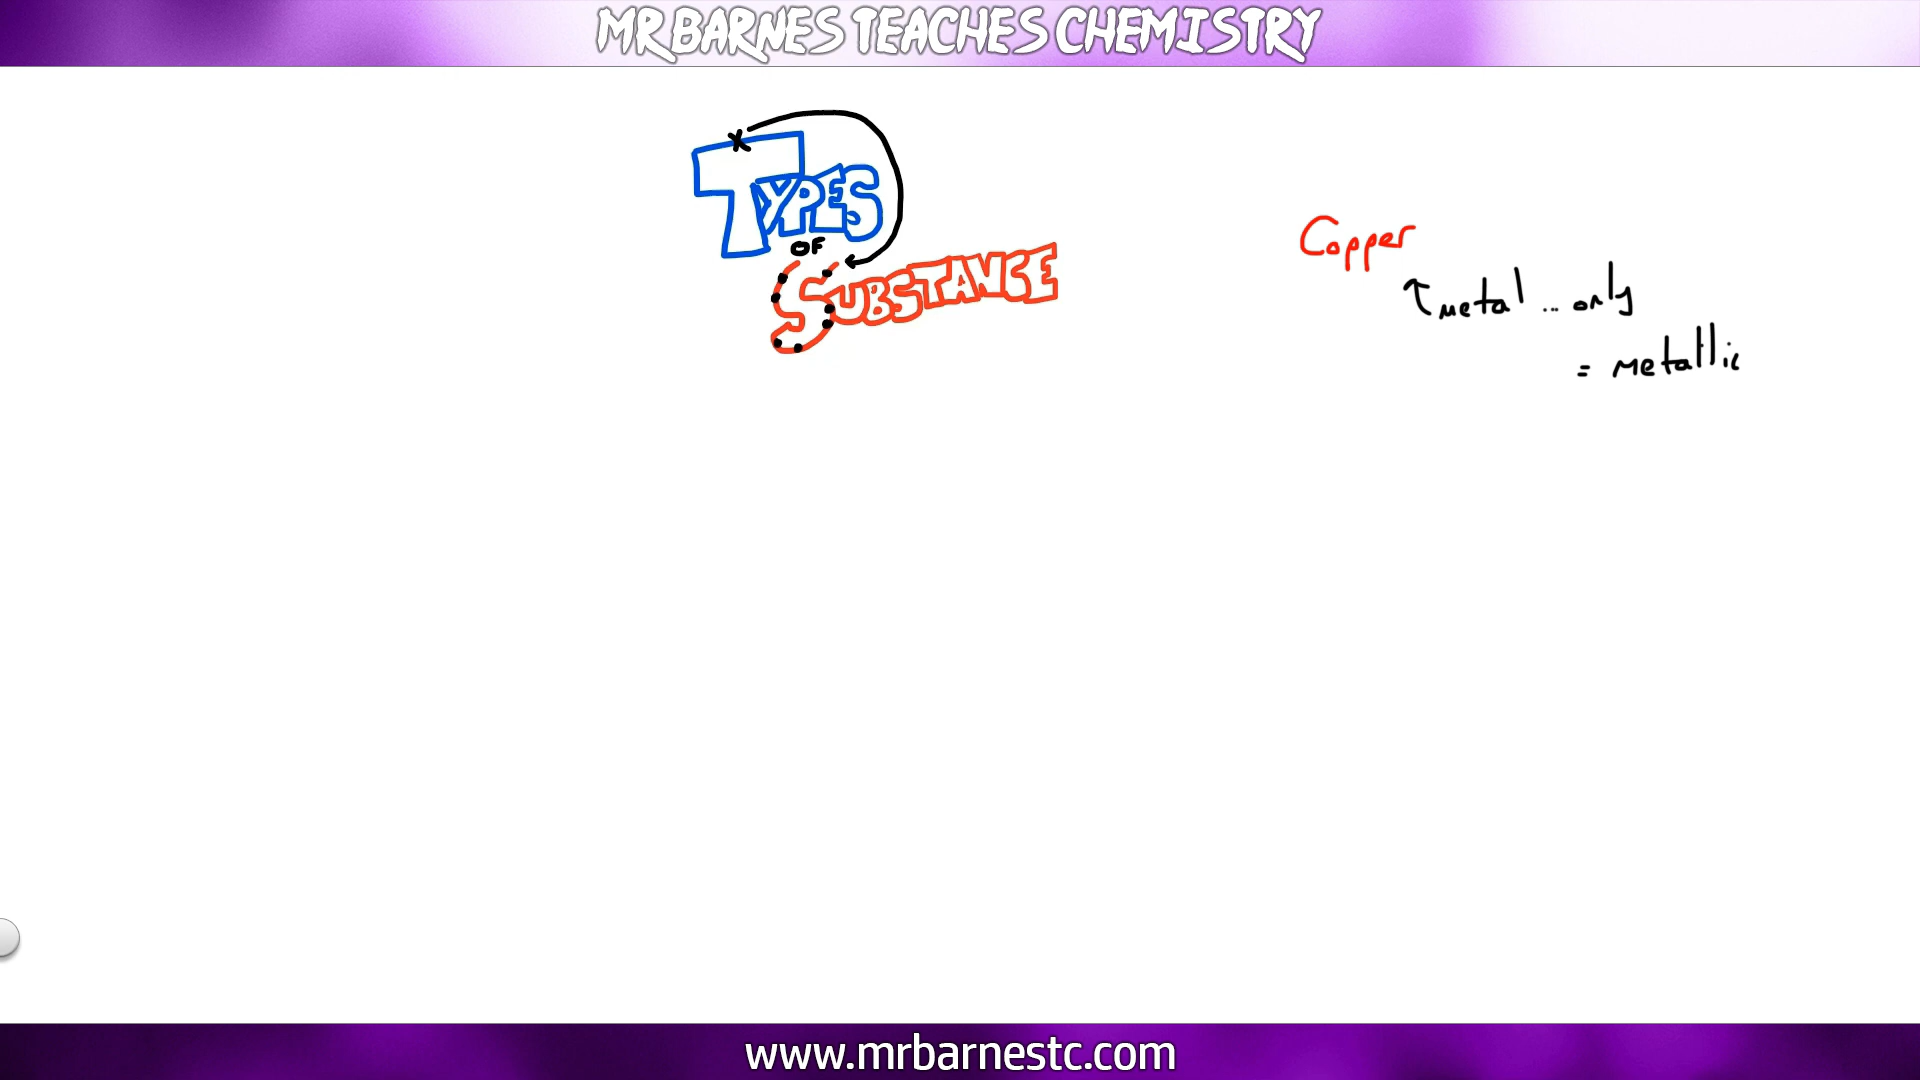 MR BARNES TEACHES CHEMISTRY
TYPES
OF
SUBSTANCE
Copper
metal ... only
= metallic
www.mrbarnestc.com